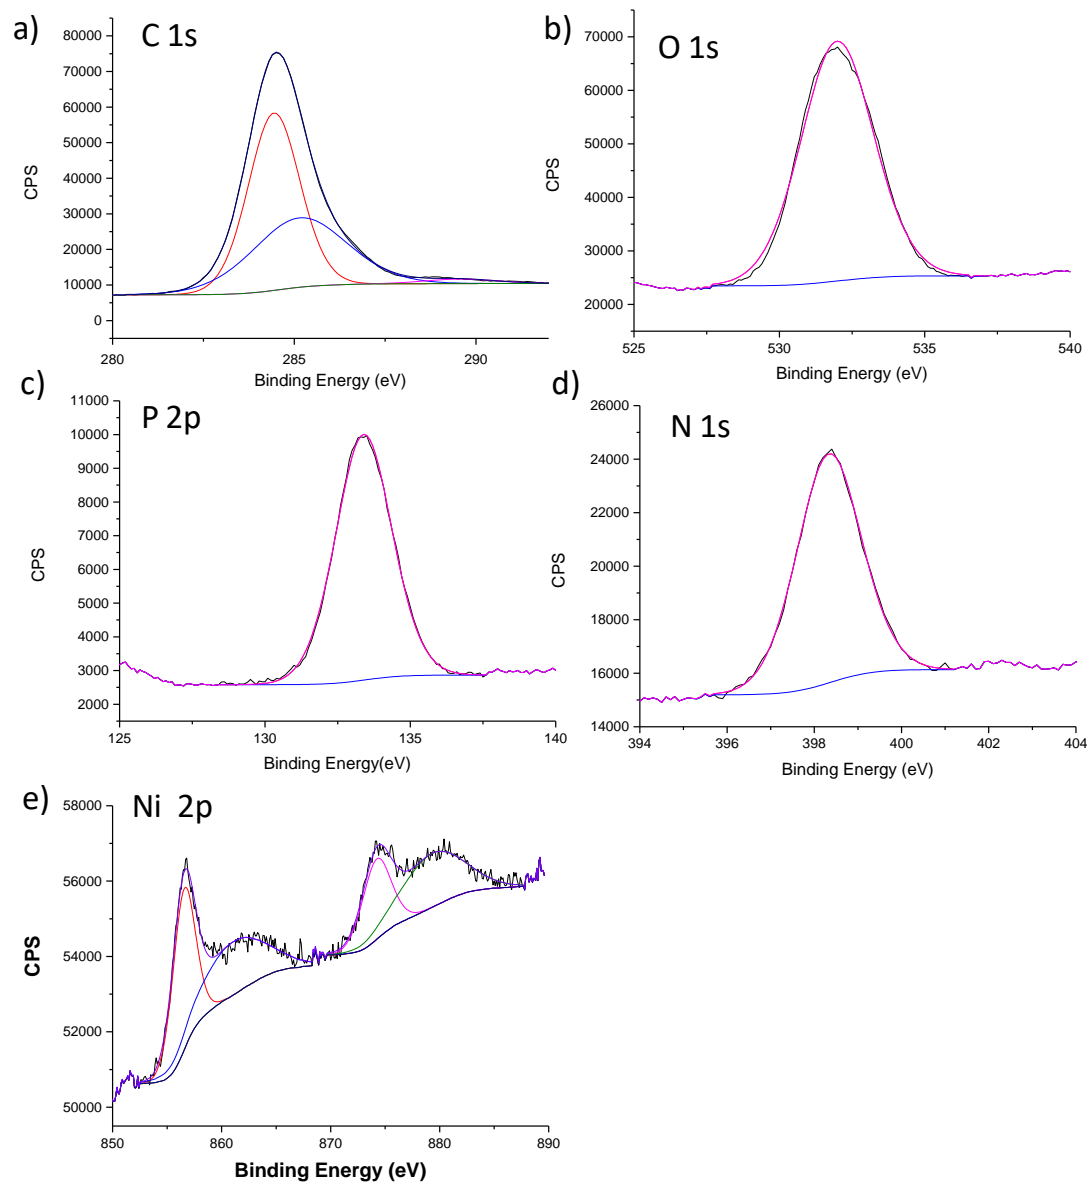 a)
C 1s
80000
70000
60000
50000
40000
30000
20000
10000
0
CPS
280
285
290
Binding Energy (eV)
b)
O 1s
70000
60000
50000
40000
30000
20000
CPS
525
530
535
540
Binding Energy (eV)
c)
P 2p
11000
10000
9000
8000
7000
6000
5000
4000
3000
2000
CPS
125
130
135
140
Binding Energy(eV)
d)
N 1s
26000
24000
22000
20000
18000
16000
14000
CPS
394
396
398
400
402
404
Binding Energy (eV)
e)
Ni 2p
58000
56000
54000
52000
50000
CPS
850
860
870
880
890
Binding Energy (eV)